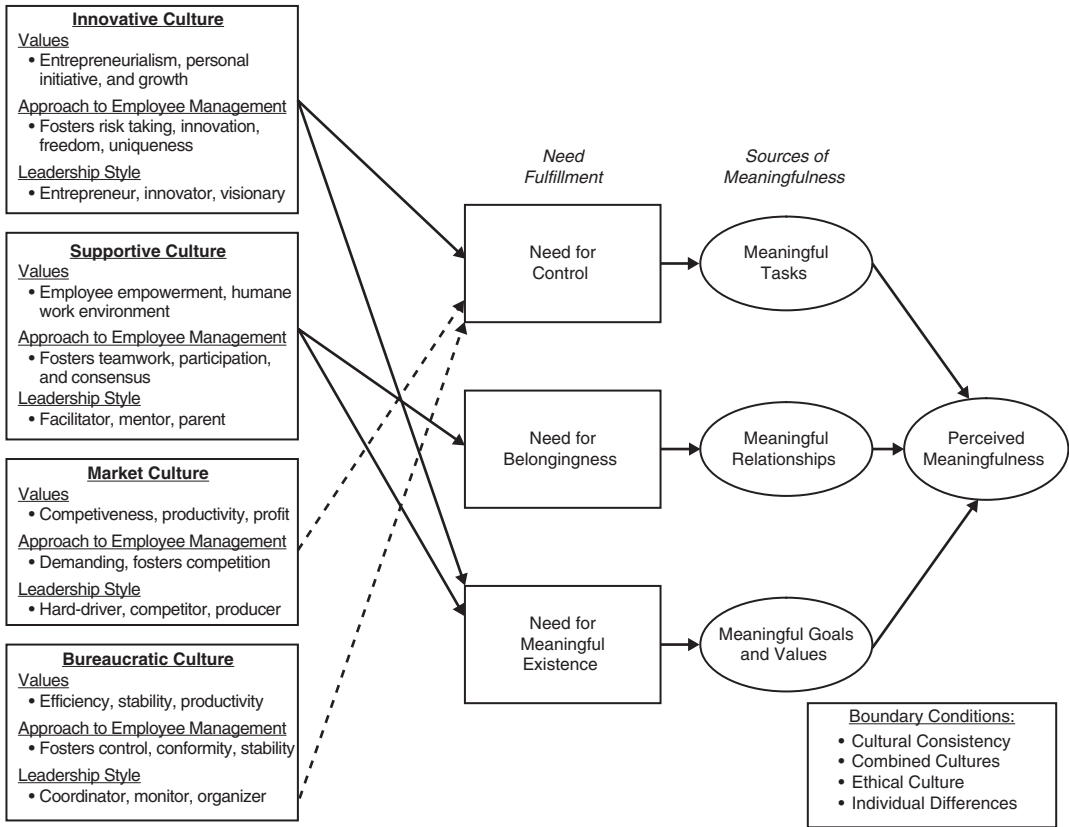 Innovative Culture
Values
• Entrepreneurialism, personal
initiative, and growth
Approach to Employee Management
• Fosters risk taking, innovation,
freedom, uniqueness
Leadership Style
• Entrepreneur, innovator, visionary
Supportive Culture
Values
• Employee empowerment, humane
work environment
Approach to Employee Management
• Fosters teamwork, participation,
and consensus
Leadership Style
• Facilitator, mentor, parent
Market Culture
Values
• Competiveness, productivity, profit
Approach to Employee Management
• Demanding, fosters competition
Leadership Style
• Hard-driver, competitor, producer
Bureaucratic Culture
Values
• Efficiency, stability, productivity
Approach to Employee Management
• Fosters control, conformity, stability
Leadership Style
• Coordinator, monitor, organizer
Need
Fulfillment
Need for
Control
Need for
Belongingness
Need for
Meaningful
Existence
Sources of
Meaningfulness
Meaningful
Tasks
Meaningful
Relationships
Meaningful Goals
and Values
Perceived
Meaningfulness
Boundary Conditions:
• Cultural Consistency
• Combined Cultures
• Ethical Culture
• Individual Differences